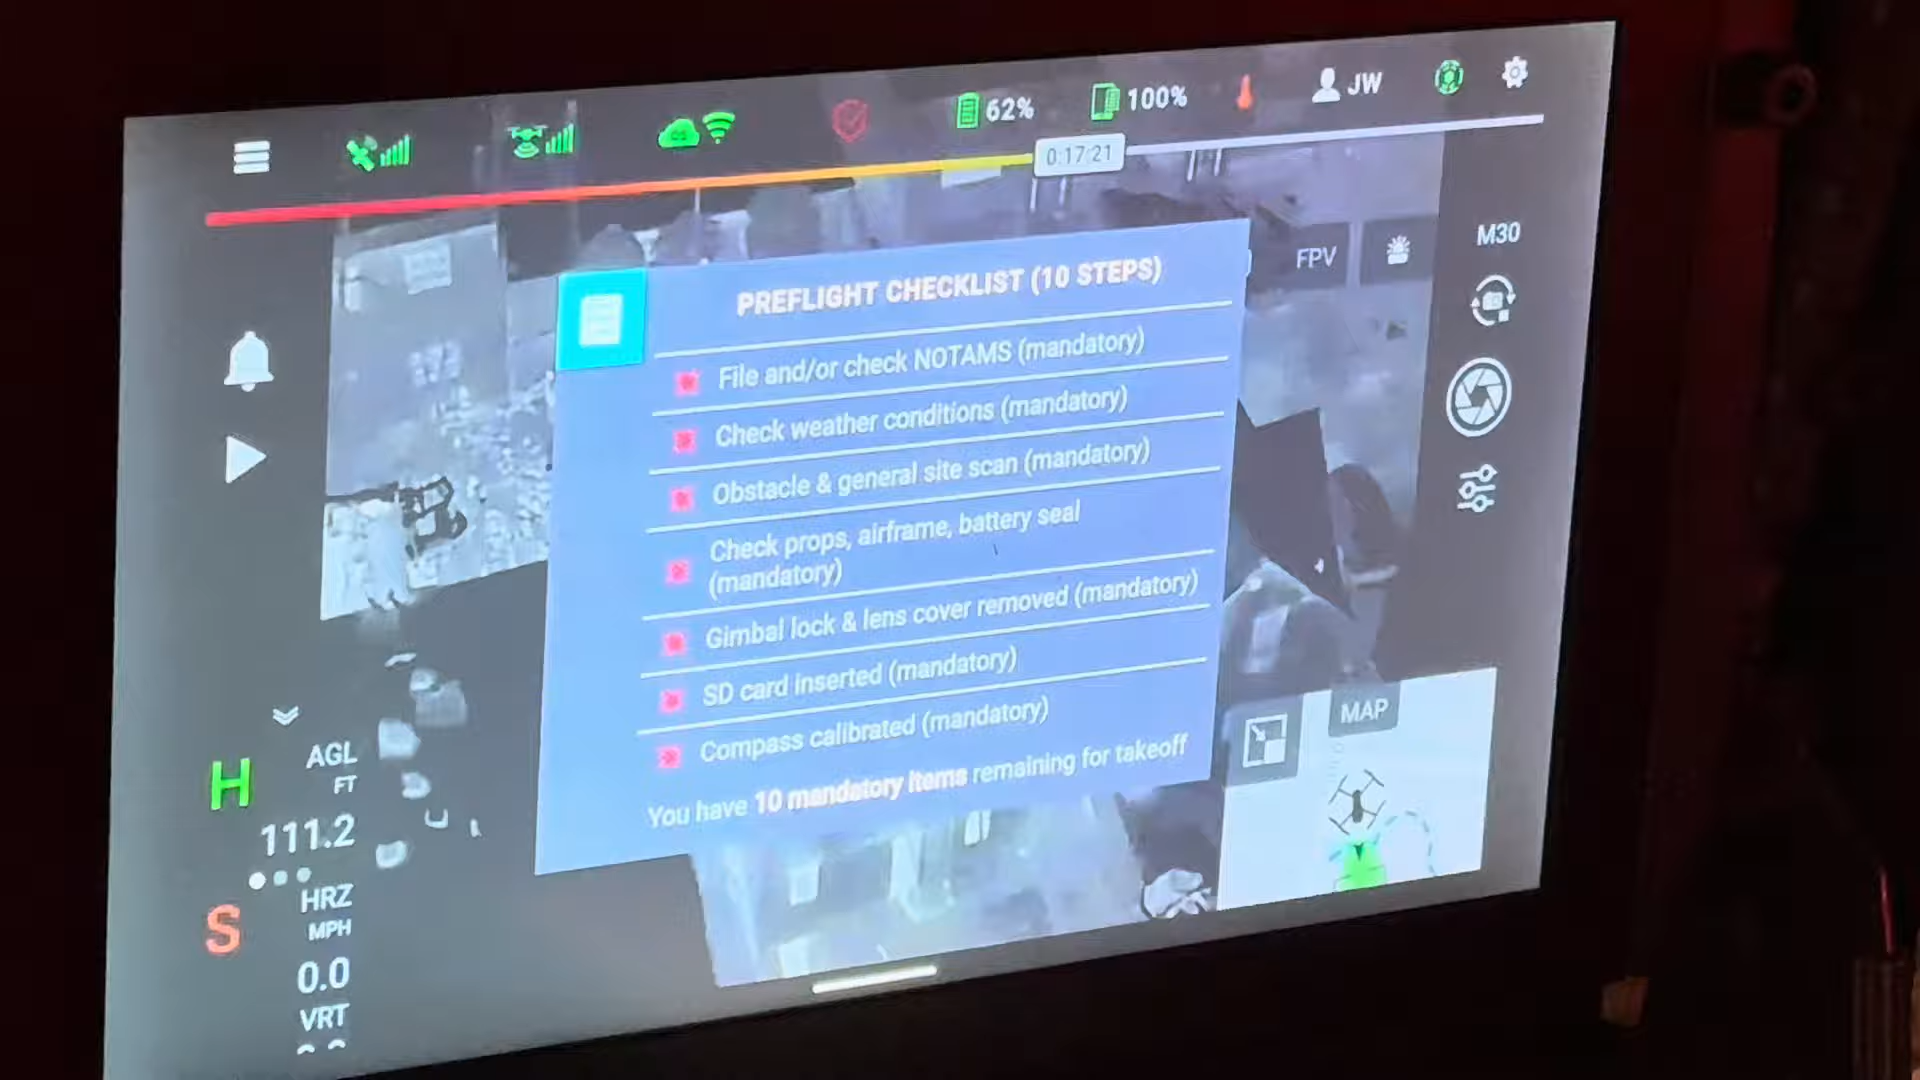 62%
100%
JW
0:17:21
M30
FPV
PREFLIGHT CHECKLIST (10 STEPS)
File and/or check NOTAMS (mandatory)
Check weather conditions (mandatory)
Obstacle & general site scan (mandatory)
Check props, airframe, battery seal
(mandatory)
Gimbal lock & lens cover removed (mandatory)
SD card inserted (mandatory)
Compass calibrated (mandatory)
You have 10 mandatory items remaining for takeoff
MAP
H
AGL
FT
111.2
S
HRZ
MPH
0.0
VRT